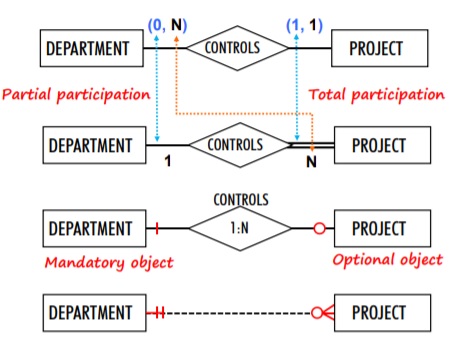 (0, N) (1, 1)
DEPARTMENT CONTROLS PROJECT
Partial participation Total participation
DEPARTMENT CONTROLS PROJECT
1 N
CONTROLS
DEPARTMENT 1:N PROJECT
Mandatory object Optional object
DEPARTMENT PROJECT